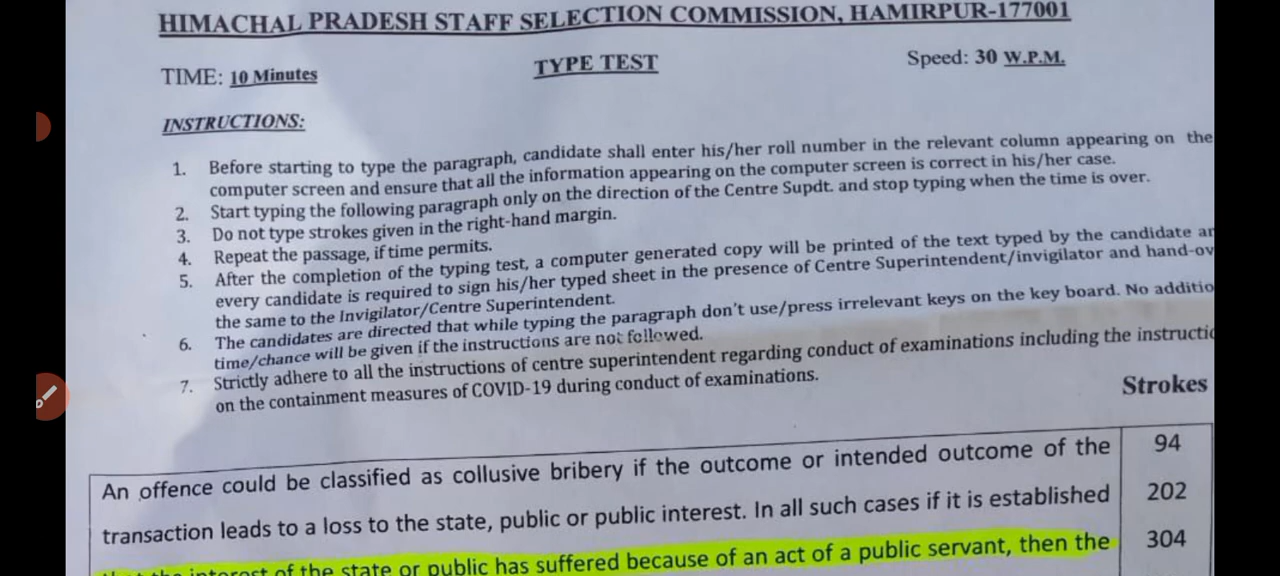 HIMACHAL PRADESH STAFF SELECTION COMMISSION, HAMIRPUR-177001
TIME: 10 Minutes TYPE TEST Speed: 30 W.P.M.
INSTRUCTIONS:
1. Before starting to type the paragraph, candidate shall enter his/her roll number in the relevant column appearing on the
computer screen and ensure that all the information appearing on the computer screen is correct in his/her case.
2. Start typing the following paragraph only on the direction of the Centre Supdt. and stop typing when the time is over.
3. Do not type strokes given in the right-hand margin.
4. Repeat the passage, if time permits.
5. After the completion of the typing test, a computer generated copy will be printed of the text typed by the candidate
every candidate is required to sign his/her typed sheet in the presence of Centre Superintendent/invigilator and
the same to the Invigilator/Centre Superintendent.
6. The candidates are directed that while typing the paragraph don't use/press irrelevant keys on the key board. No
time/chance will be given if the instructions are not followed.
7. Strictly adhere to all the instructions of centre superintendent regarding conduct of examinations including the
on the containment measures of COVID-19 during conduct of examinations.
Strokes
An offence could be classified as collusive bribery if the outcome or intended outcome of the 94
transaction leads to a loss to the state, public or public interest. In all such cases if it is established 202
the interest of the state or public has suffered because of an act of a public servant, then the 304